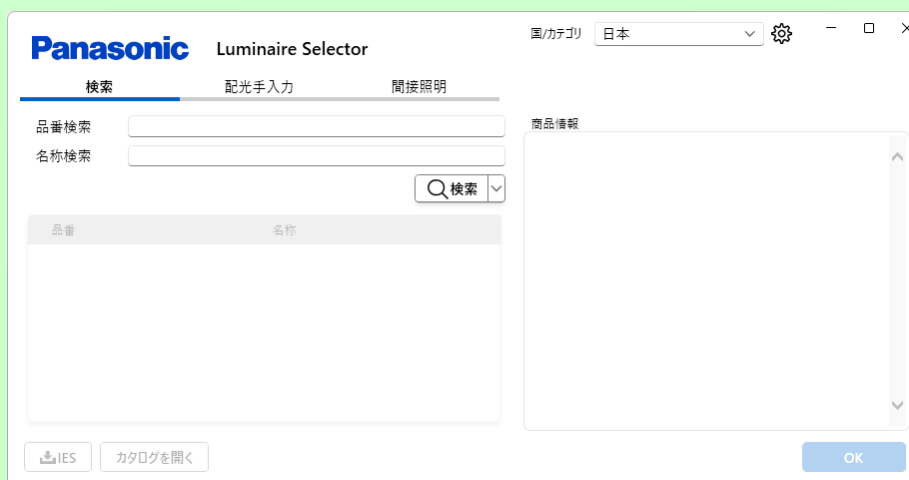 Panasonic Luminaire Selector 国/カテゴリ 日本
検索 配光手入力 間接照明
品番検索 商品情報
名称検索
検索
品番 名称
IES カタログを開く OK